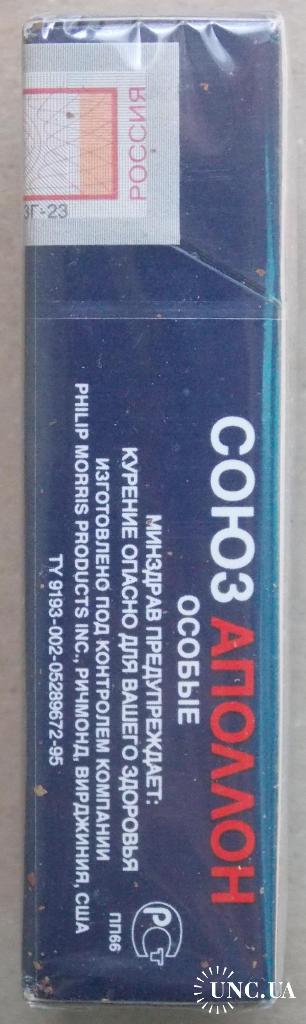 РОССИЯ
ЗГ-23
СОЮЗ АПОЛЛОН
ОСОБЫЕ
МИНЗДРАВ ПРЕДУПРЕЖДАЕТ:
КУРЕНИЕ ОПАСНО ДЛЯ ВАШЕГО ЗДОРОВЬЯ
ИЗГОТОВЛЕНО ПОД КОНТРОЛЕМ КОМПАНИИ
PHILIP MORRIS PRODUCTS INC., РИЧМОНД, ВИРДЖИНИЯ, США
ТУ 9193-002-05289672-95
РСТ
ПП66
UNC.UA